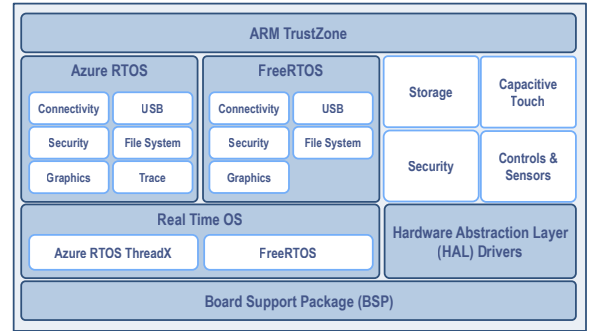 ARM TrustZone
Azure RTOS
Connectivity
USB
Security
File System
Graphics
Trace
FreeRTOS
Connectivity
USB
Security
File System
Graphics
Storage
Capacitive
Touch
Security
Controls &
Sensors
Real Time OS
Azure RTOS ThreadX
FreeRTOS
Hardware Abstraction Layer
(HAL) Drivers
Board Support Package (BSP)